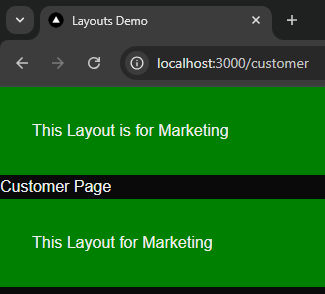 Layouts Demo
localhost:3000/customer
This Layout is for Marketing
Customer Page
This Layout for Marketing